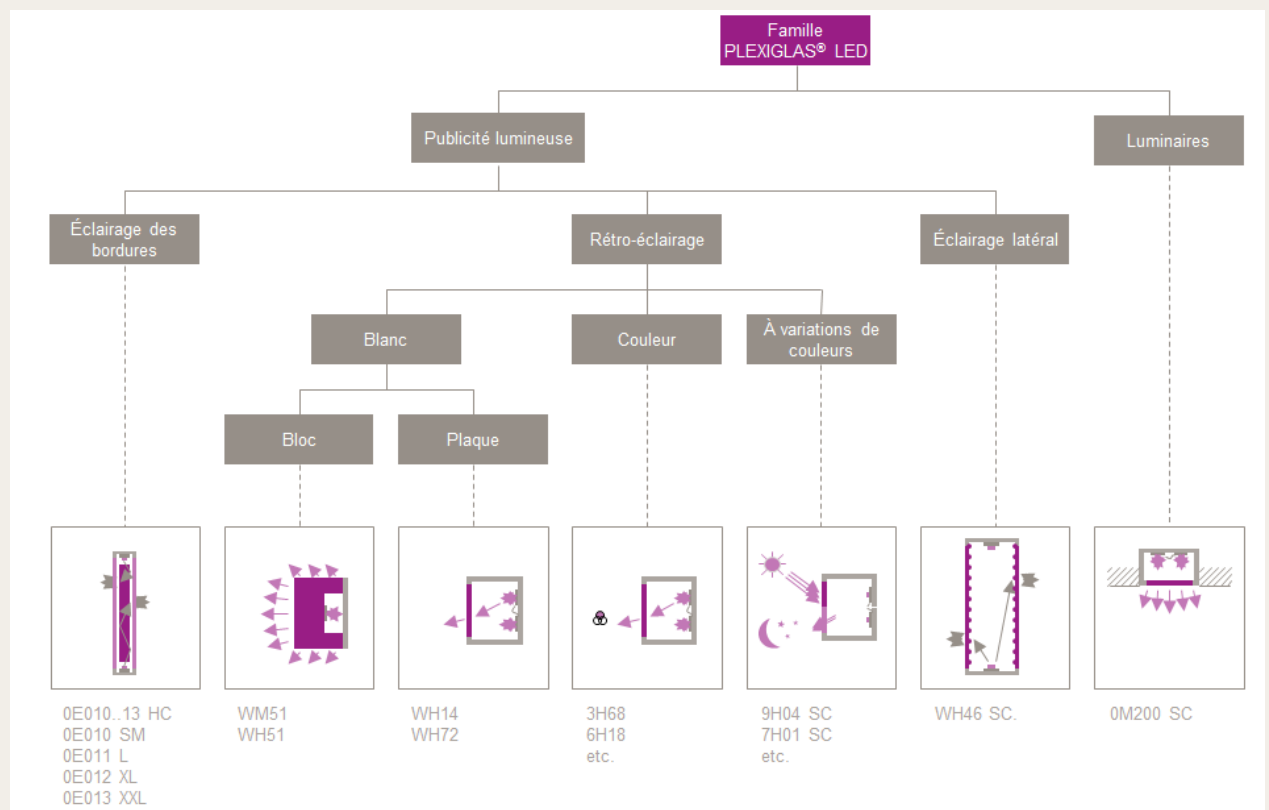 Famille
PLEXIGLAS® LED
Publicité lumineuse
Luminaires
Éclairage des
bordures
Rétro-éclairage
Éclairage latéral
Blanc
Couleur
À variations de
couleurs
Bloc
Plaque
0E010..13 HC
0E010 SM
0E011 L
0E012 XL
0E013 XXL
WM51
WH51
WH14
WH72
3H68
6H18
etc.
9H04 SC
7H01 SC
etc.
WH46 SC.
0M200 SC